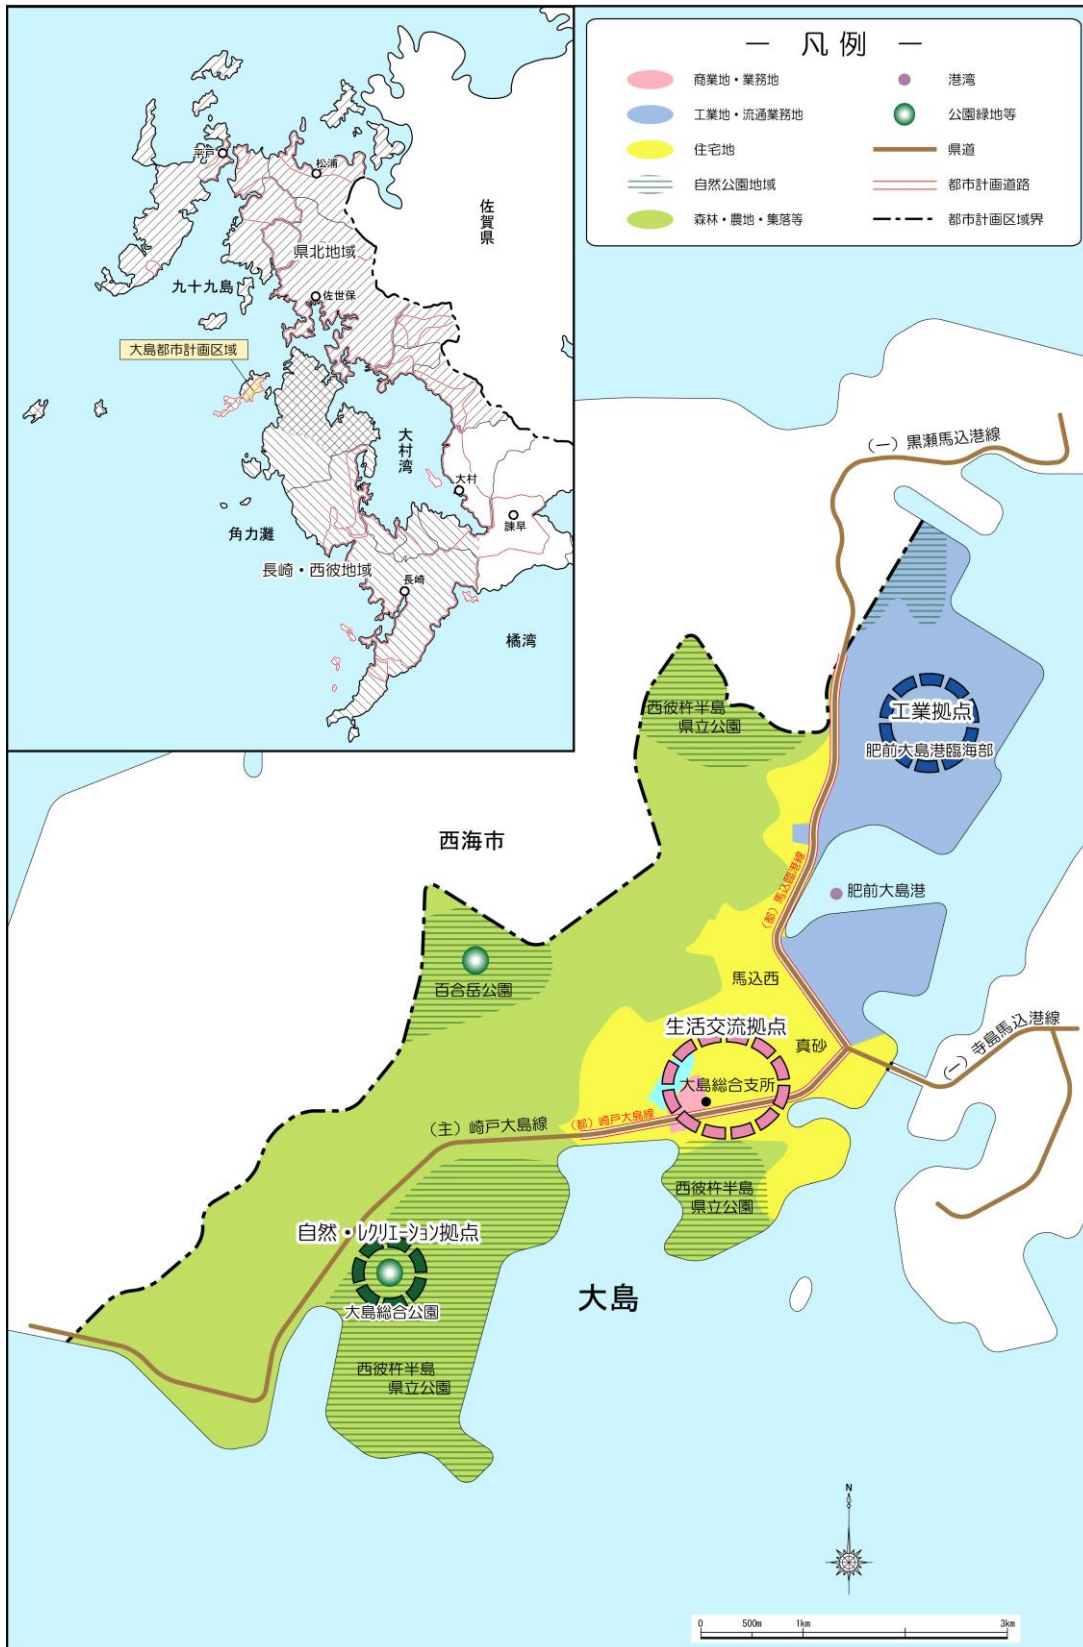 ― 凡例 ―
商業地・業務地
工業地・流通業務地
住宅地
自然公園地域
森林・農地・集落等
港湾
公園緑地等
県道
都市計画道路
都市計画区域界
平戸
松浦
佐賀県
県北地域
九十九島
佐世保
大島都市計画区域
大村湾
大村
諫早
角力灘
長崎・西彼地域
長崎
橘湾
(一)黒瀬馬込港線
西彼杵半島
県立公園
工業拠点
肥前大島港臨海部
西海市
(都)馬込臨港線
肥前大島港
百合岳公園
馬込西
生活交流拠点
真砂
(一)寺島馬込港線
大島総合支所
(主)崎戸大島線
(都)崎戸大島線
西彼杵半島
県立公園
自然・レクリエーション拠点
大島総合公園
大島
西彼杵半島
県立公園
N
0 500m 1km 3km